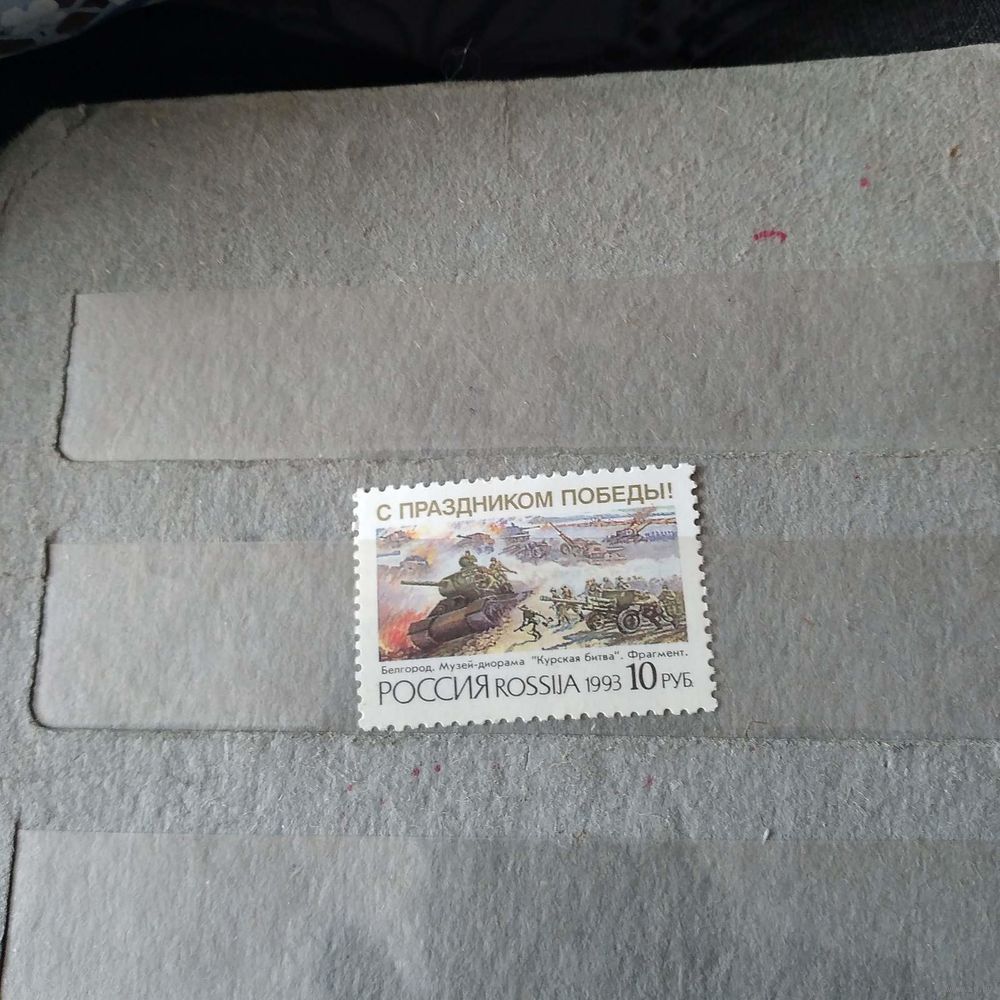 С ПРАЗДНИКОМ ПОБЕДЫ!
Белгород. Музей-диорама "Курская битва". Фрагмент.
РОССИЯ ROSSIJA 1993 10 РУБ.